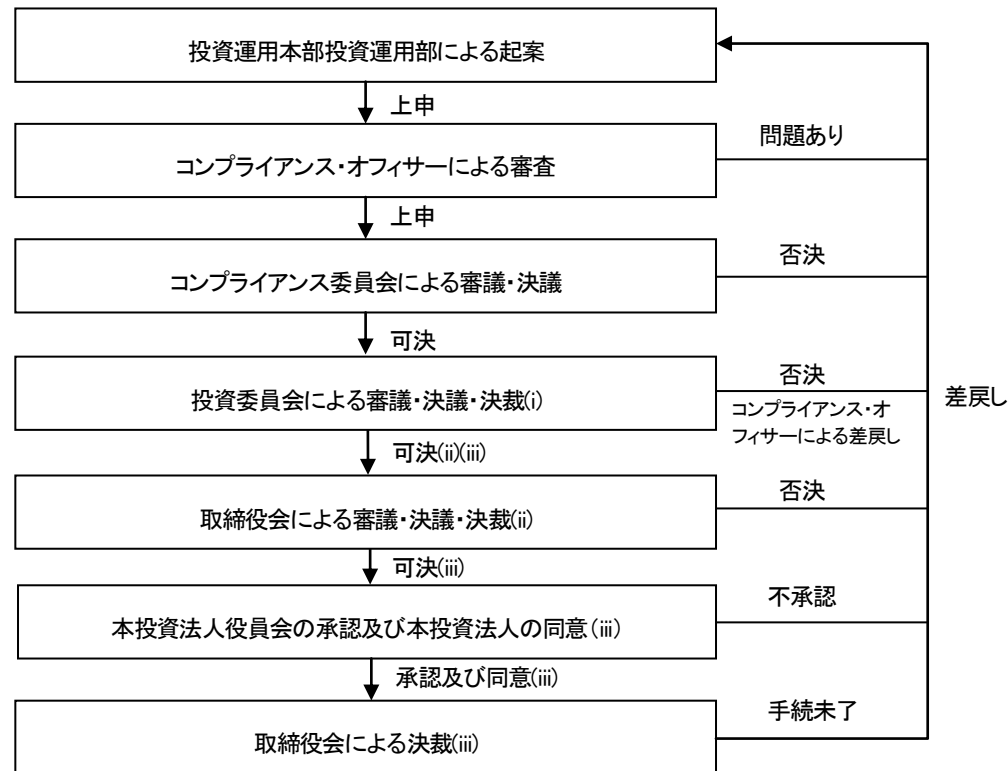 投資運用本部投資運用部による起案
上申
問題あり
コンプライアンス・オフィサーによる審査
上申
否決
コンプライアンス委員会による審議・決議
可決
否決
投資委員会による審議・決議・決裁(i)
コンプライアンス・オ
フィサーによる差戻し
差戻し
可決(ii)(iii)
否決
取締役会による審議・決議・決裁(ii)
可決(iii)
不承認
本投資法人役員会の承認及び本投資法人の同意(iii)
承認及び同意(iii)
手続未了
取締役会による決裁(iii)